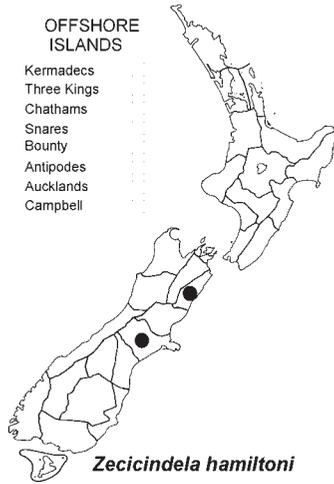 OFFSHORE
ISLANDS
Kermadecs
Three Kings
Chathams
Snares
Bounty
Antipodes
Aucklands
Campbell
Zecicindela hamiltoni